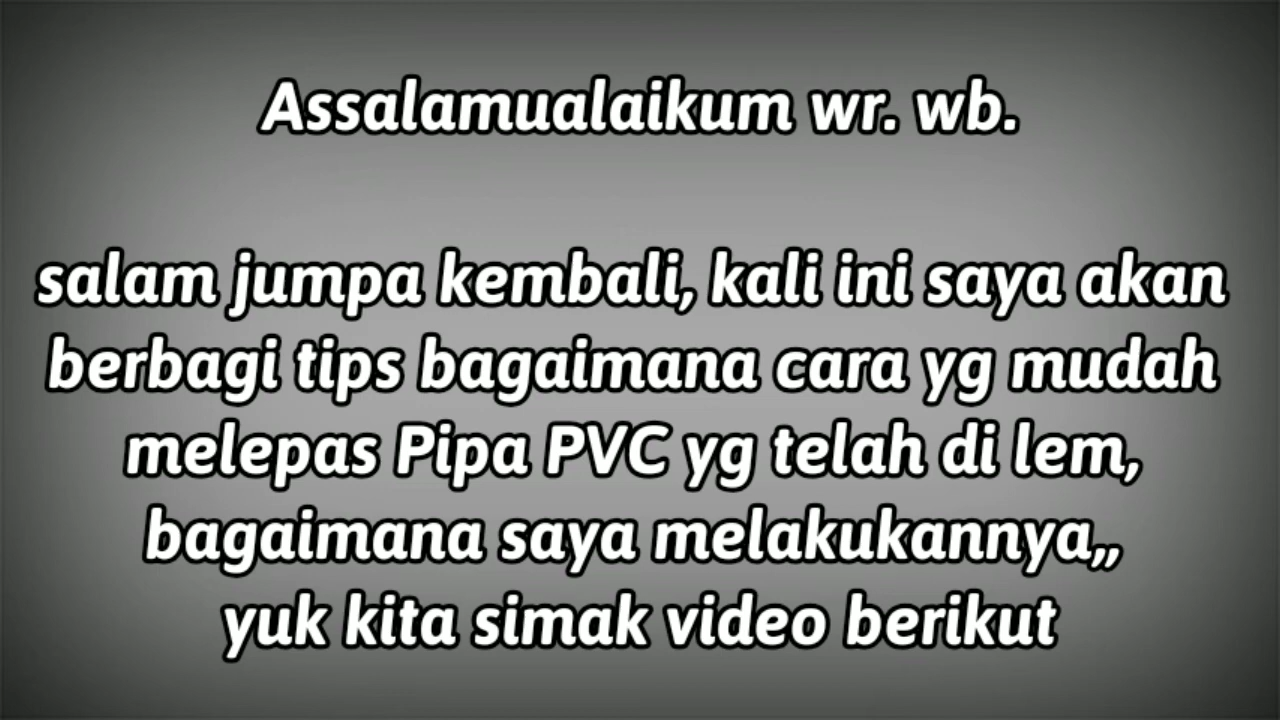 Assalamualaikum wr. wb.
salam jumpa kembali, kali ini saya akan
berbagi tips bagaimana cara yg mudah
melepas Pipa PVC yg telah di lem,
bagaimana saya melakukannya,,
yuk kita simak video berikut